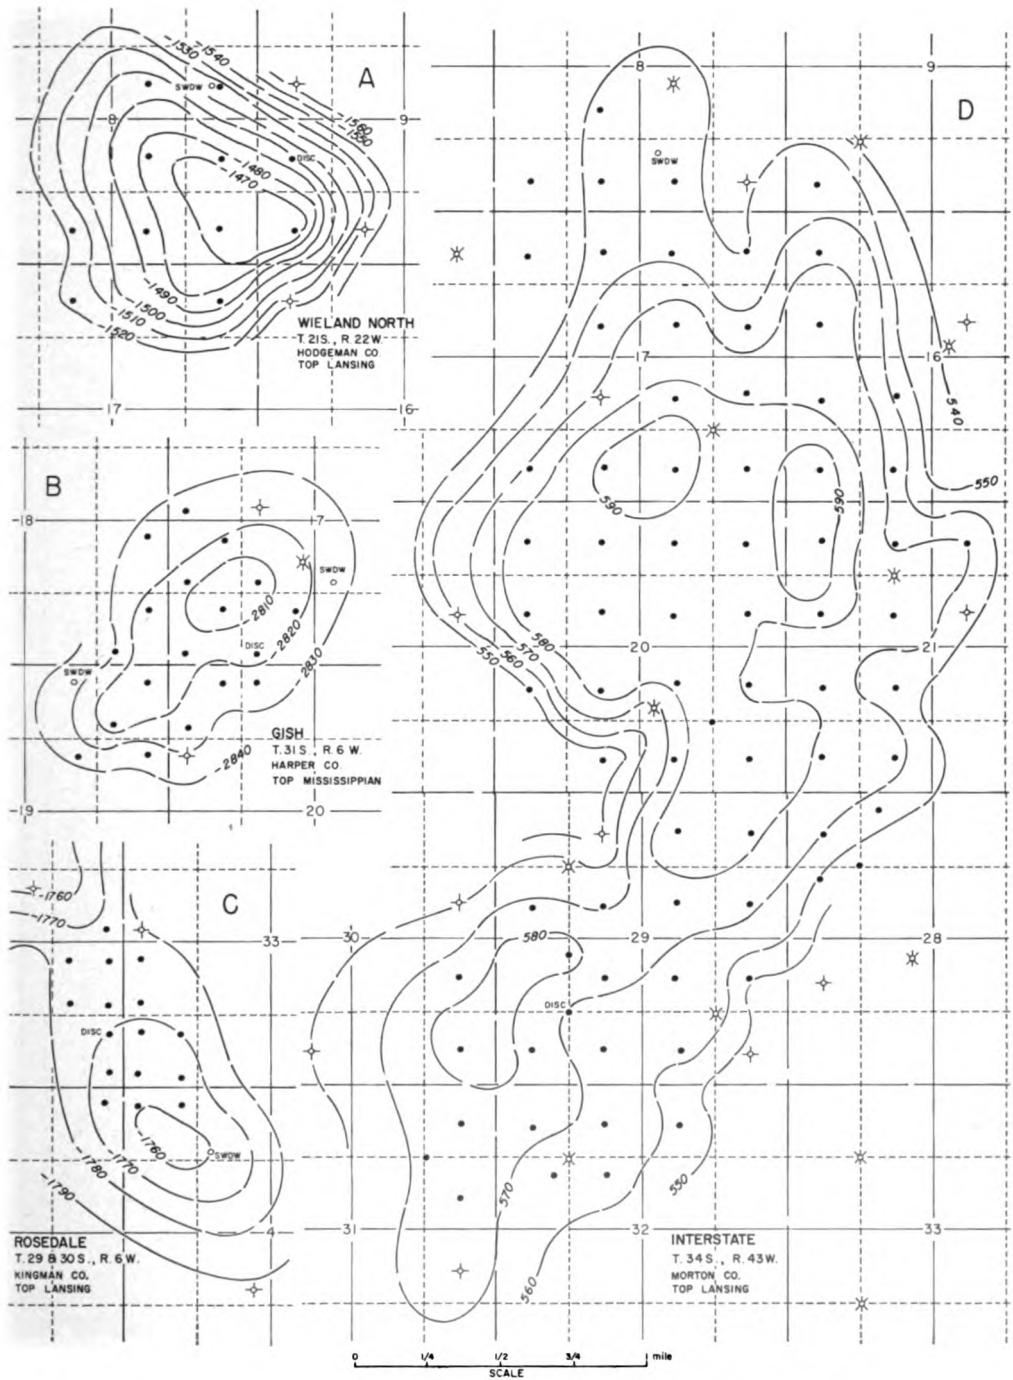 A
-1530
-1540
SWDW
8
-1560
-1550
9
DISC
-1480
-1470
-1490
-1500
-1510
-1520
WIELAND NORTH
T. 21S., R. 22W.
HODGEMAN CO.
TOP LANSING
17
16
B
18
17
SWDW
-2810
-2820
DISC
-2830
SWDW
-2840
GISH
T. 31 S., R. 6 W.
HARPER CO.
TOP MISSISSIPPIAN
19
20
C
-1760
-1770
33
DISC
-1760
SWDW
-1770
-1780
-1790
4
ROSEDALE
T. 29 & 30 S., R. 6 W.
KINGMAN CO.
TOP LANSING
D
8
9
SWDW
17
16
540
550
590
590
580
570
560
550
20
21
30
29
28
580
DISC
570
550
560
31
32
33
INTERSTATE
T. 34 S., R. 43W.
MORTON CO.
TOP LANSING
0 1/4 1/2 3/4 1 mile
SCALE